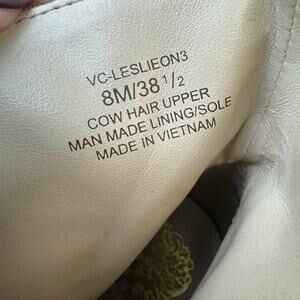 VC-LESLIEON3
8M/38 1/2
COW HAIR UPPER
MAN MADE LINING/SOLE
MADE IN VIETNAM